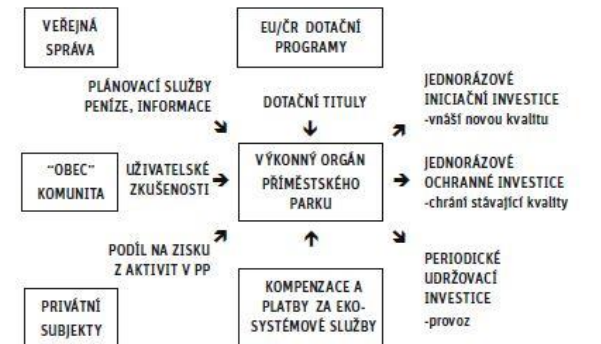 VEŘEJNÁ
SPRÁVA
EU/ČR DOTAČNÍ
PROGRAMY
PLÁNOVACÍ SLUŽBY
PENÍZE, INFORMACE
DOTAČNÍ TITULY
JEDNORÁZOVÉ
INICIAČNÍ INVESTICE
-vnáší novou kvalitu
"OBEC"
KOMUNITA
UŽIVATELSKÉ
ZKUŠENOSTI
VÝKONNÝ ORGÁN
PŘÍMĚSTSKÉHO
PARKU
JEDNORÁZOVÉ
OCHRANNÉ INVESTICE
-chrání stávající kvality
PODÍL NA ZISKU
Z AKTIVIT V PP
PERIODICKÉ
UDRŽOVACÍ
INVESTICE
-provoz
PRIVÁTNÍ
SUBJEKTY
KOMPENZACE A
PLATBY ZA EKO-
SYSTÉMOVÉ SLUŽBY